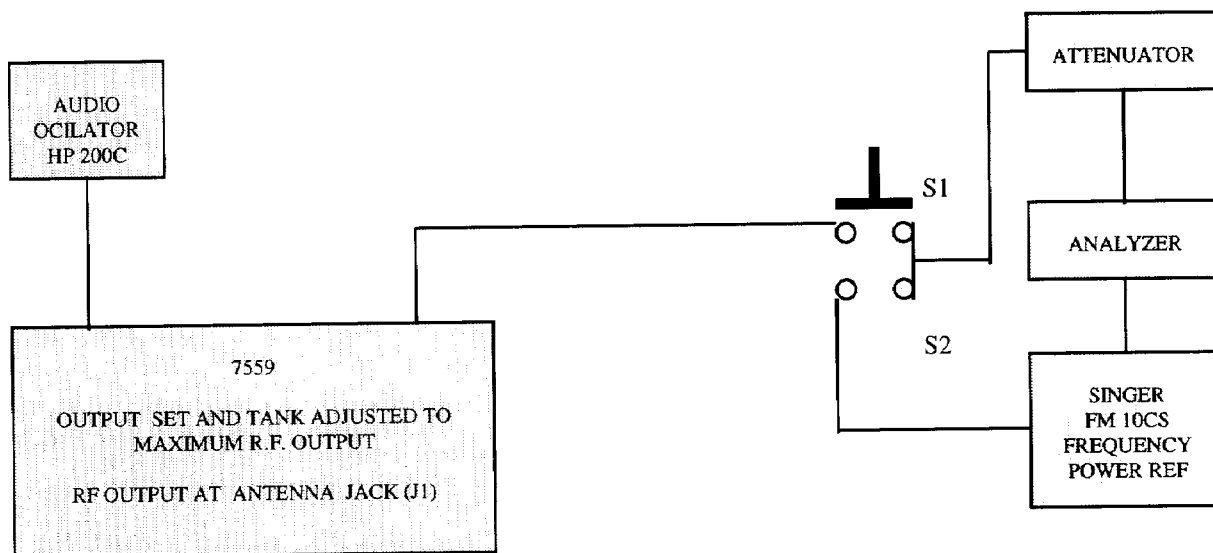 AUDIO
OCILATOR
HP 200C
7559
OUTPUT SET AND TANK ADJUSTED TO
MAXIMUM R.F. OUTPUT
RF OUTPUT AT ANTENNA JACK (J1)
S1
S2
ATTENUATOR
ANALYZER
SINGER
FM 10CS
FREQUENCY
POWER REF